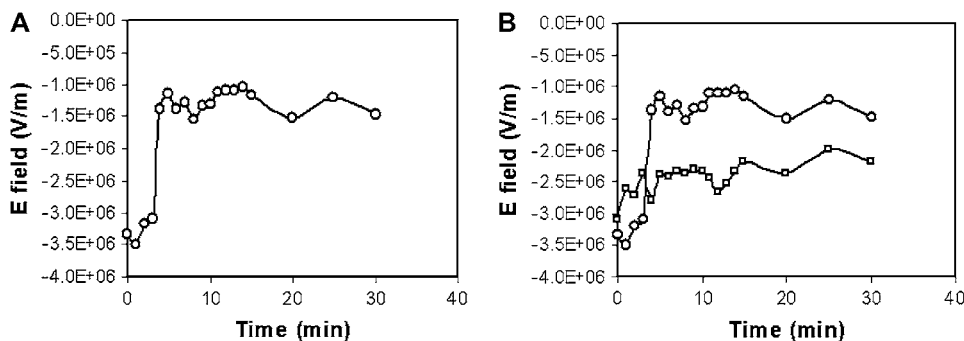 A
E field (V/m)
0.0E+00
-5.0E+05
-1.0E+06
-1.5E+06
-2.0E+06
-2.5E+06
-3.0E+06
-3.5E+06
-4.0E+06
0 10 20 30 40
Time (min)
B
E field (V/m)
0.0E+00
-5.0E+05
-1.0E+06
-1.5E+06
-2.0E+06
-2.5E+06
-3.0E+06
-3.5E+06
-4.0E+06
0 10 20 30 40
Time (min)